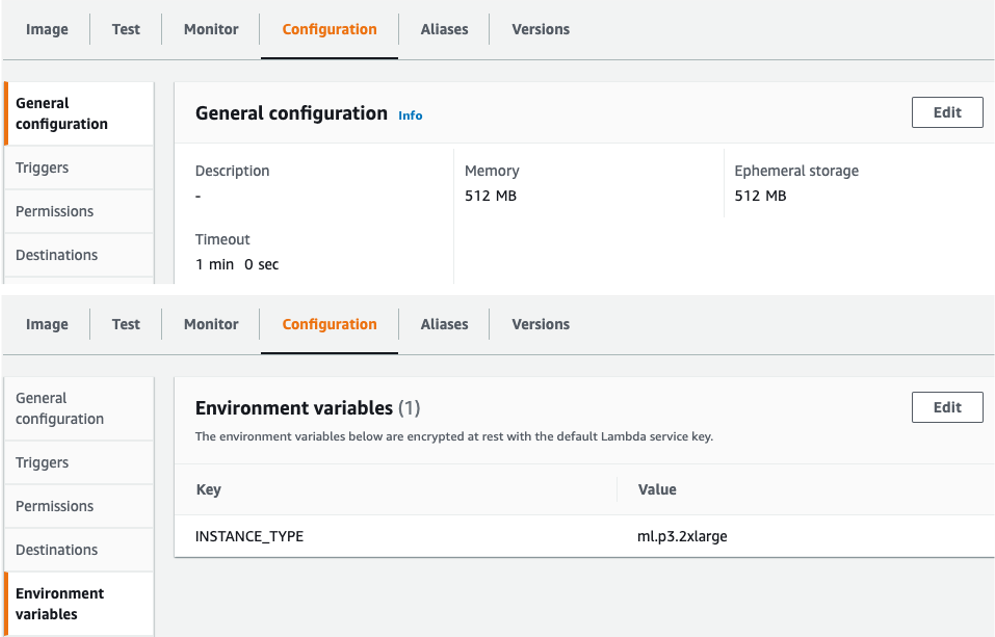 Image Test Monitor Configuration Aliases Versions
General configuration
Triggers
Permissions
Destinations
General configuration Info
Edit
Description Memory Ephemeral storage
- 512 MB 512 MB
Timeout
1 min 0 sec
Image Test Monitor Configuration Aliases Versions
General configuration
Triggers
Permissions
Destinations
Environment variables
Environment variables (1)
Edit
The environment variables below are encrypted at rest with the default Lambda service key.
Key Value
INSTANCE_TYPE ml.p3.2xlarge